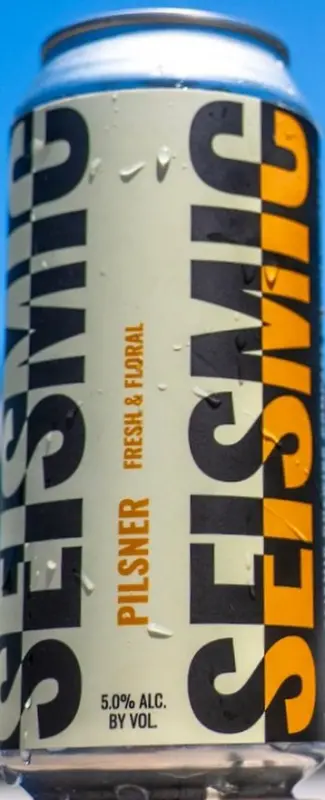 SEISMIC
PILSNER FRESH & FLORAL
5.0% ALC.
BY VOL.
SEISMIC